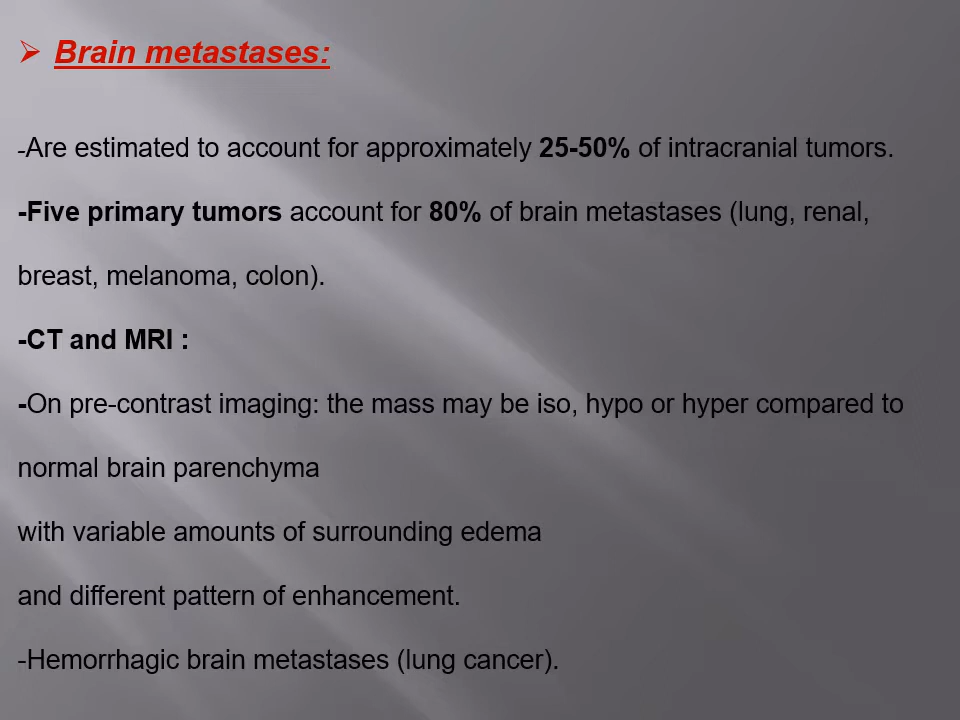 ➢ Brain metastases:
-Are estimated to account for approximately 25-50% of intracranial tumors.
-Five primary tumors account for 80% of brain metastases (lung, renal,
breast, melanoma, colon).
-CT and MRI :
-On pre-contrast imaging: the mass may be iso, hypo or hyper compared to
normal brain parenchyma
with variable amounts of surrounding edema
and different pattern of enhancement.
-Hemorrhagic brain metastases (lung cancer).